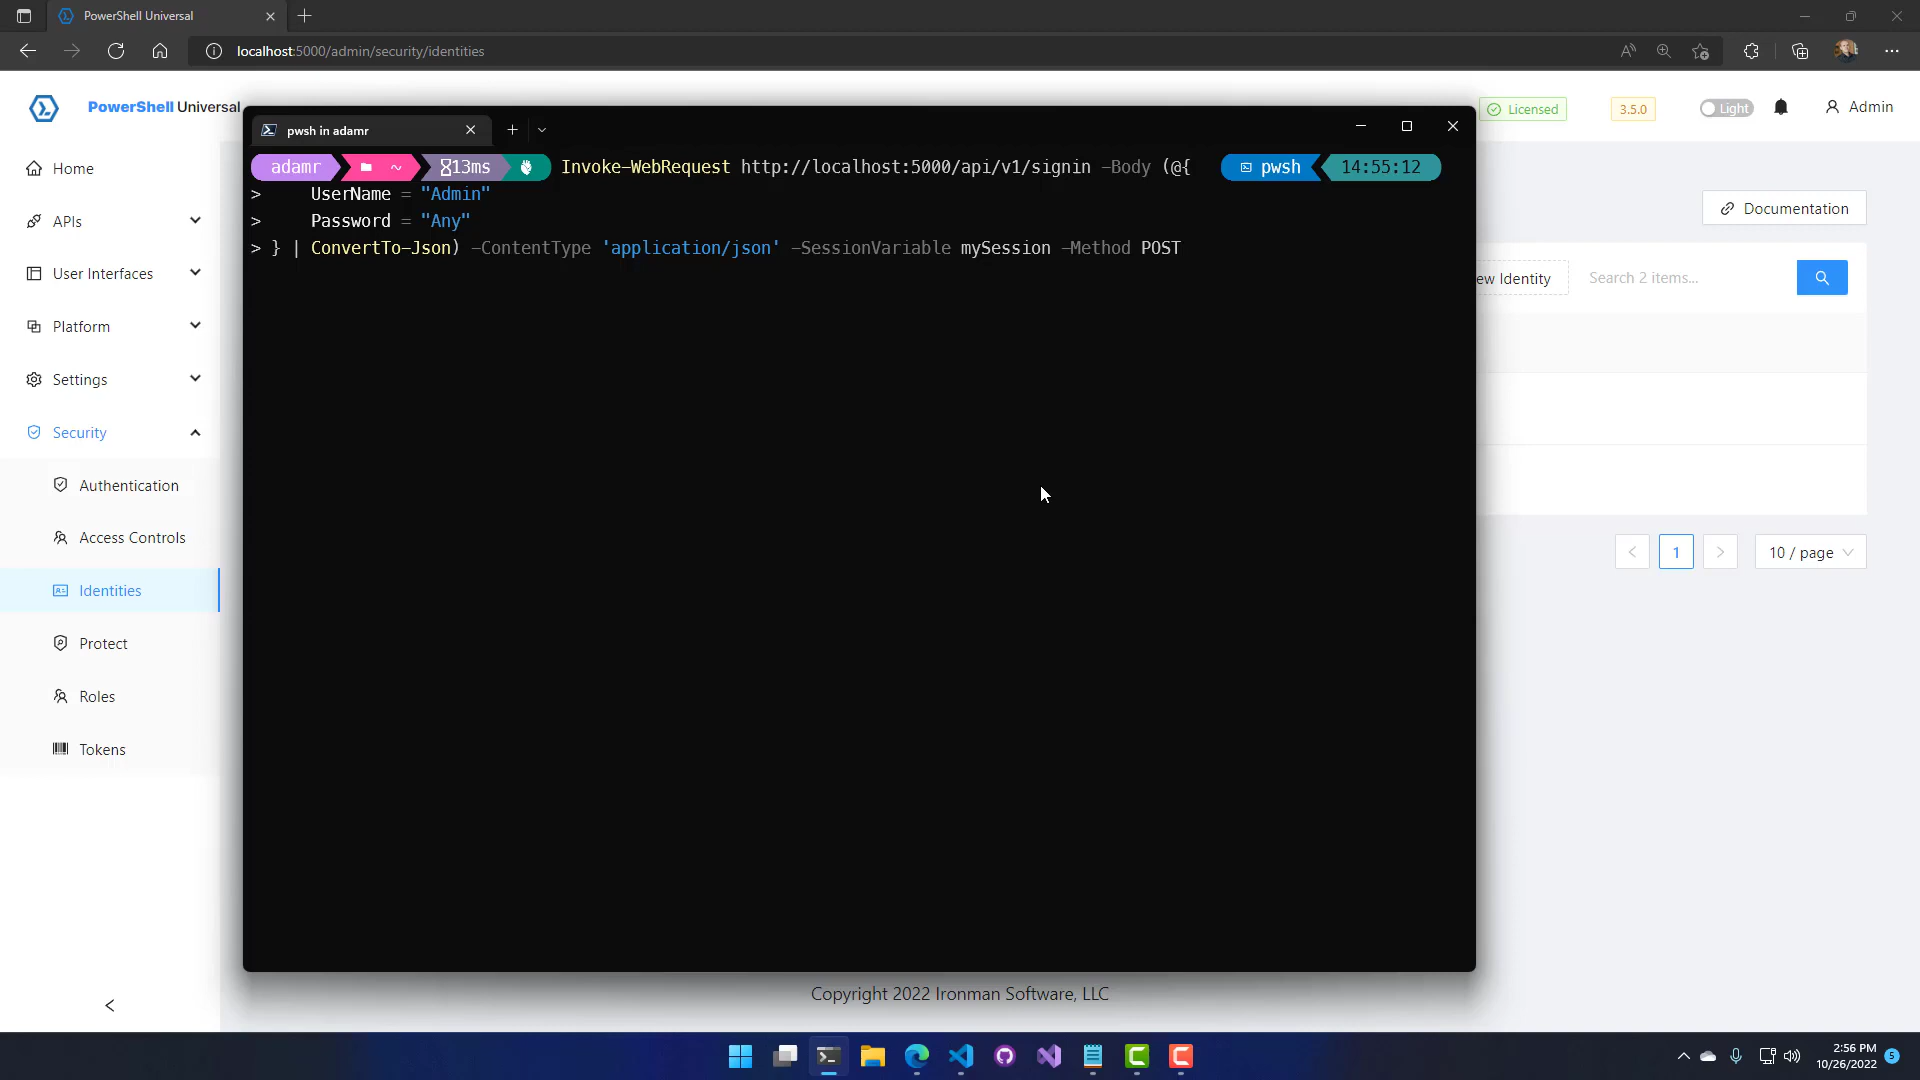 PowerShell Universal
localhost:5000/admin/security/identities
PowerShell Universal
Licensed
3.5.0
Light
Admin
pwsh in adamr
adamr ~ 13ms Invoke-WebRequest http://localhost:5000/api/v1/signin -Body (@{ pwsh 14:55:12
> UserName = "Admin"
> Password = "Any"
> } | ConvertTo-Json) -ContentType 'application/json' -SessionVariable mySession -Method POST
Home
APIs
User Interfaces
Platform
Settings
Security
Authentication
Access Controls
Identities
Protect
Roles
Tokens
Documentation
ew Identity
Search 2 items...
1
10 / page
Copyright 2022 Ironman Software, LLC
2:56 PM
10/26/2022
5